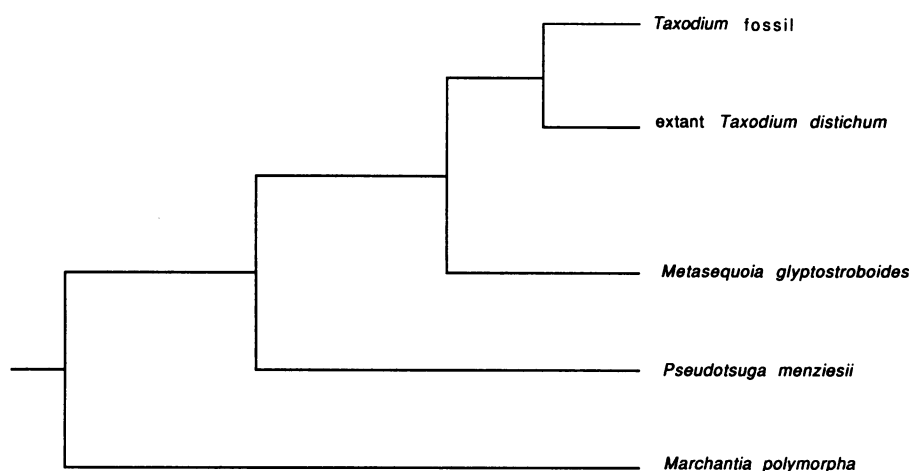 Taxodium fossil
extant Taxodium distichum
Metasequoia glyptostroboides
Pseudotsuga menziesii
Marchantia polymorpha